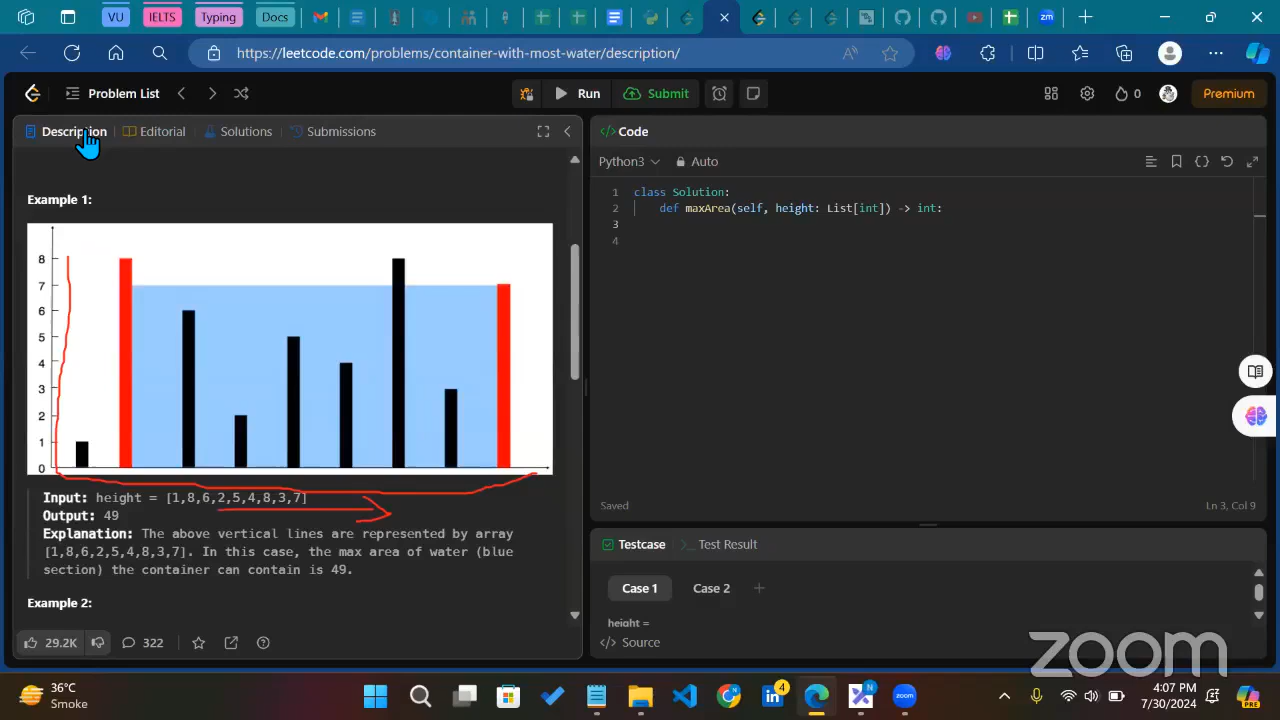 VU IELTS Typing Docs
https://leetcode.com/problems/container-with-most-water/description/
Problem List Run Submit 0 Premium
Description Editorial Solutions Submissions
Example 1:
8
7
6
5
4
3
2
1
0
Input: height = [1,8,6,2,5,4,8,3,7]
Output: 49
Explanation: The above vertical lines are represented by array
[1,8,6,2,5,4,8,3,7]. In this case, the max area of water (blue
section) the container can contain is 49.
Example 2:
29.2K 322
</> Code
Python3 Auto
1 class Solution:
2 def maxArea(self, height: List[int]) -> int:
3
4
Saved Ln 3, Col 9
Testcase Test Result
Case 1 Case 2
height =
</> Source
zoom
36°C
Smoke
4
N
zoom
4:07 PM
7/30/2024
PRE